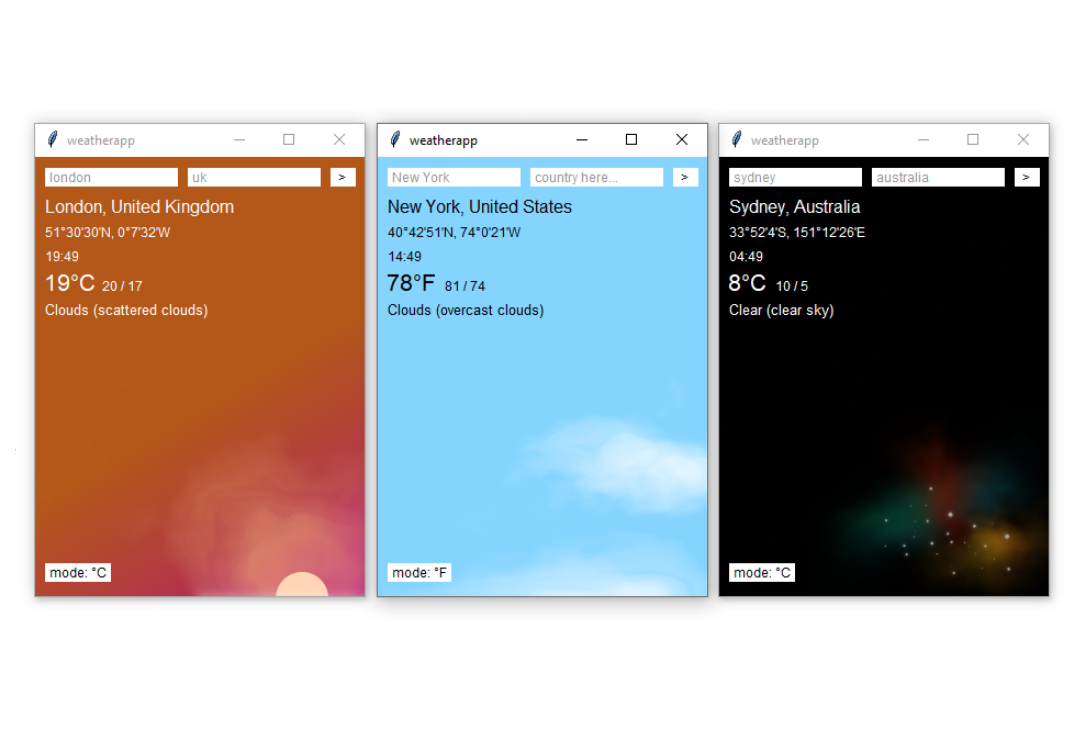 weatherapp
london uk >
London, United Kingdom
51°30'30'N, 0°7'32'W
19:49
19°C 20 / 17
Clouds (scattered clouds)
mode: °C
weatherapp
New York country here... >
New York, United States
40°42'51'N, 74°0'21'W
14:49
78°F 81 / 74
Clouds (overcast clouds)
mode: °F
weatherapp
sydney australia >
Sydney, Australia
33°52'4'S, 151°12'26'E
04:49
8°C 10 / 5
Clear (clear sky)
mode: °C